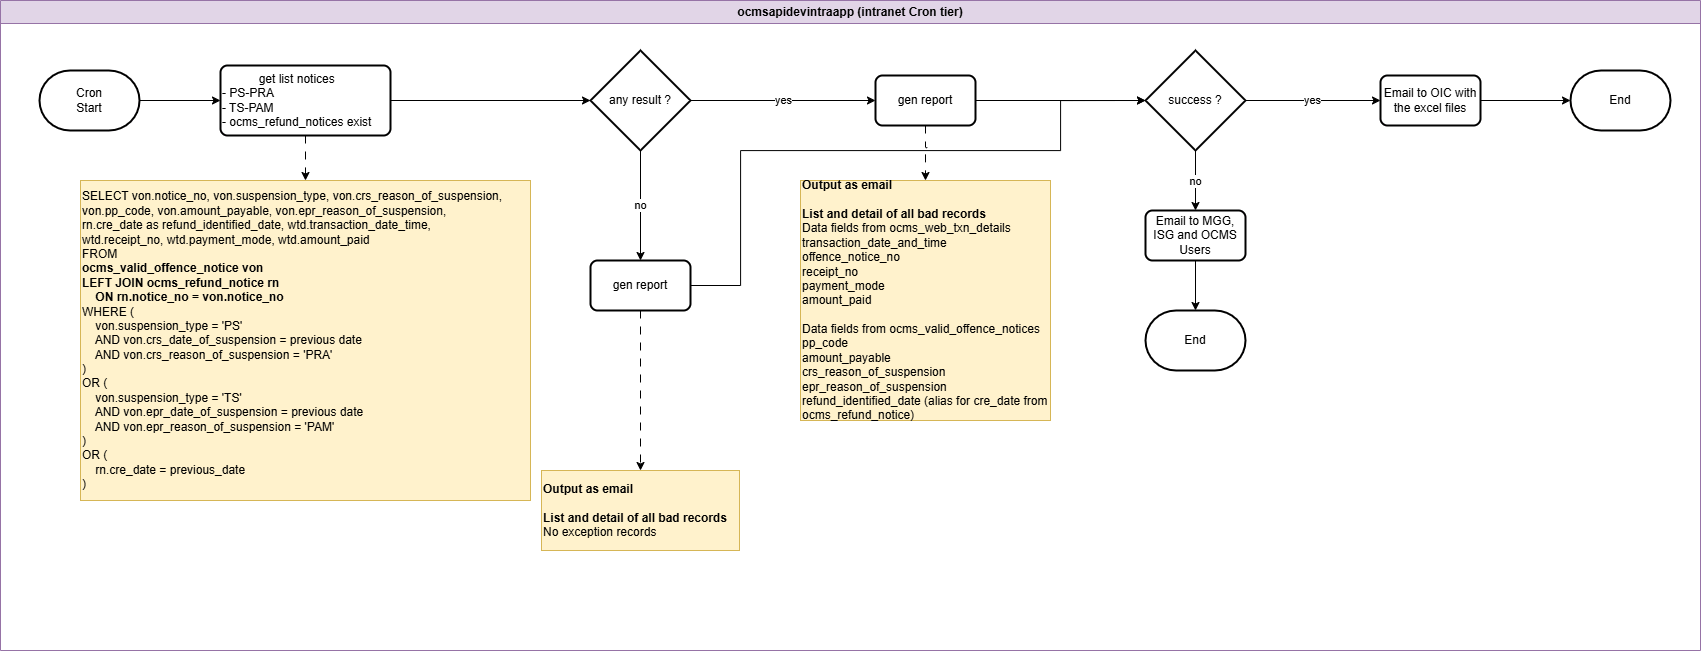 ocmsapidevintraapp (intranet Cron tier)
Cron
Start
get list notices
- PS-PRA
- TS-PAM
- ocms_refund_notices exist
any result ?
yes
gen report
success ?
yes
Email to OIC with
the excel files
End
SELECT von.notice_no, von.suspension_type, von.crs_reason_of_suspension,
von.pp_code, von.amount_payable, von.epr_reason_of_suspension,
rn.cre_date as refund_identified_date, wtd.transaction_date_time,
wtd.receipt_no, wtd.payment_mode, wtd.amount_paid
FROM
ocms_valid_offence_notice von
LEFT JOIN ocms_refund_notice rn
ON rn.notice_no = von.notice_no
WHERE (
von.suspension_type = 'PS'
AND von.crs_date_of_suspension = previous date
AND von.crs_reason_of_suspension = 'PRA'
)
OR (
von.suspension_type = 'TS'
AND von.epr_date_of_suspension = previous date
AND von.epr_reason_of_suspension = 'PAM'
)
OR (
rn.cre_date = previous_date
)
no
gen report
Output as email
List and detail of all bad records
No exception records
Output as email
List and detail of all bad records
Data fields from ocms_web_txn_details
transaction_date_and_time
offence_notice_no
receipt_no
payment_mode
amount_paid
Data fields from ocms_valid_offence_notices
pp_code
amount_payable
crs_reason_of_suspension
epr_reason_of_suspension
refund_identified_date (alias for cre_date from
ocms_refund_notice)
no
Email to MGG,
ISG and OCMS
Users
End